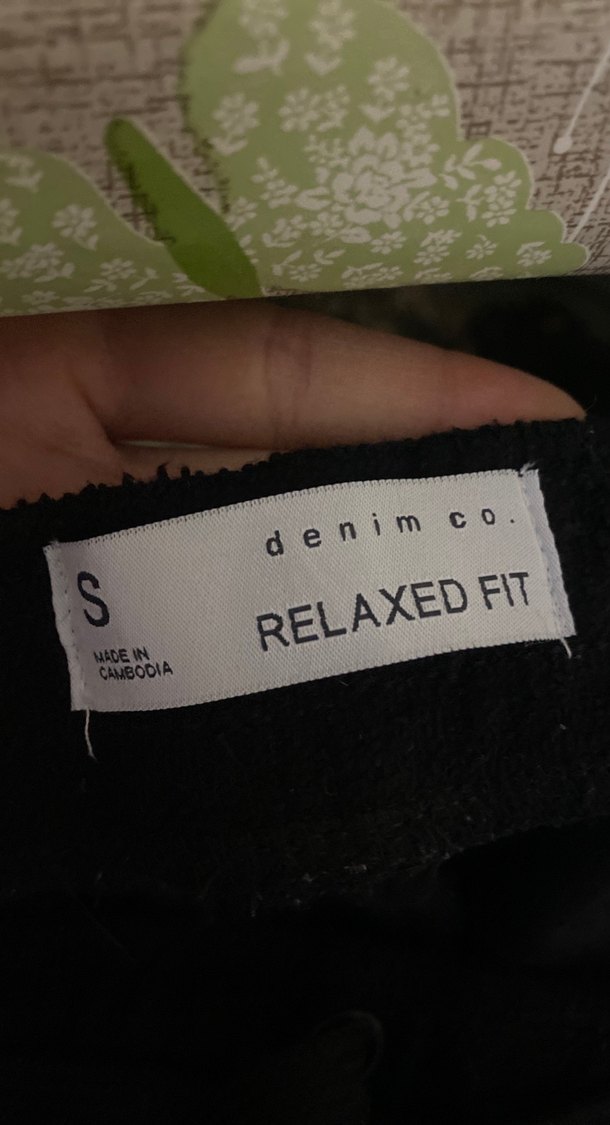 denim co.
S
RELAXED FIT
MADE IN
CAMBODIA